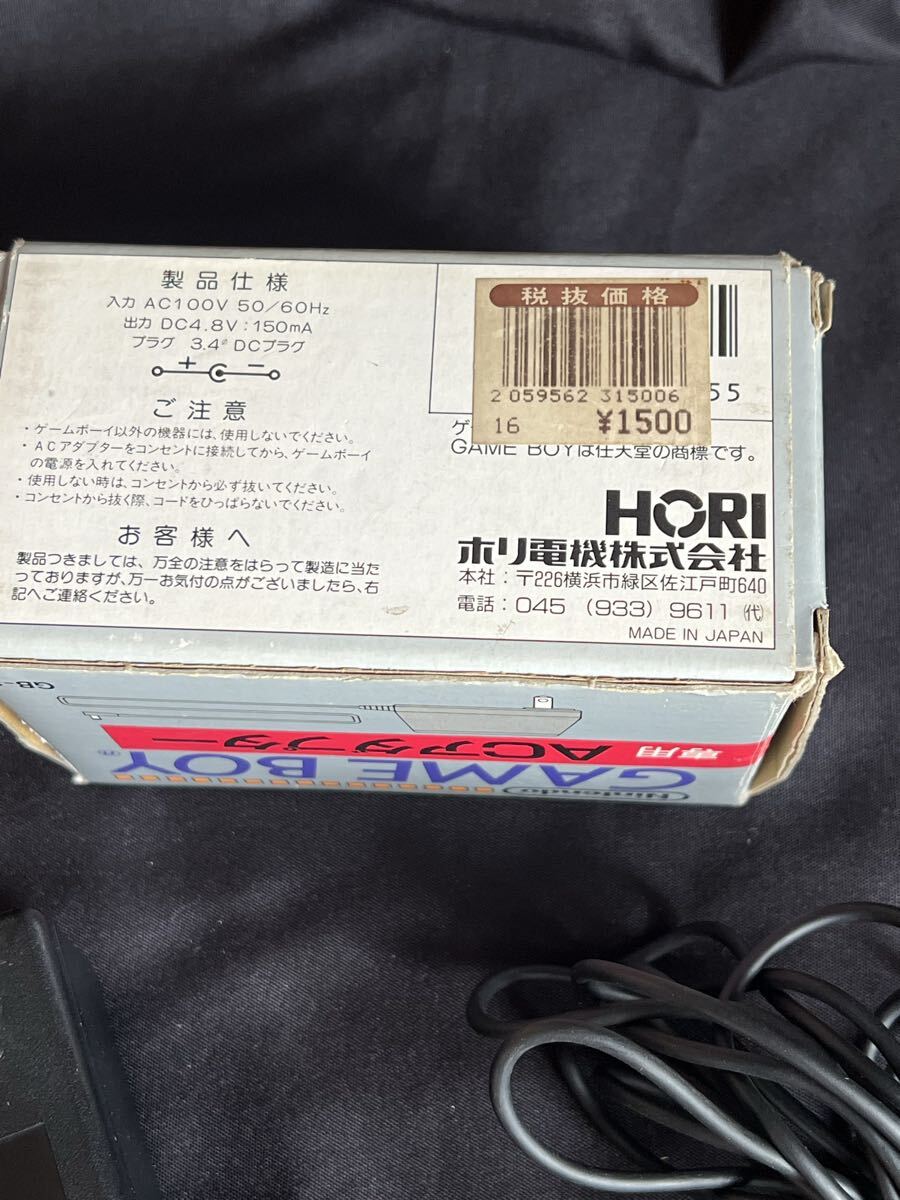 製品仕様
入力 AC100V 50/60Hz
出力 DC4.8V:150mA
プラグ 3.4φ DCプラグ
+ −
ご注意
・ゲームボーイ以外の機器には、使用しないでください。
・ACアダプターをコンセントに接続してから、ゲームボーイ
の電源を入れてください。
・使用しない時は、コンセントから必ず抜いてください。
・コンセントから抜く際、コードをひっぱらないでください。
お客様へ
製品つきましては、万全の注意をはらって製造に当た
っておりますが、万一お気付の点がございましたら、右
記へご連絡ください。
税抜価格
2 059562 315006
16 ¥1500
55
GAME BOYは任天堂の商標です。
HORI
ホリ電機株式会社
本社:〒226横浜市緑区佐江戸町640
電話:045 (933) 9611 ㈹
MADE IN JAPAN
Nintendo
GAME BOY
専用 ACアダプター
GB-